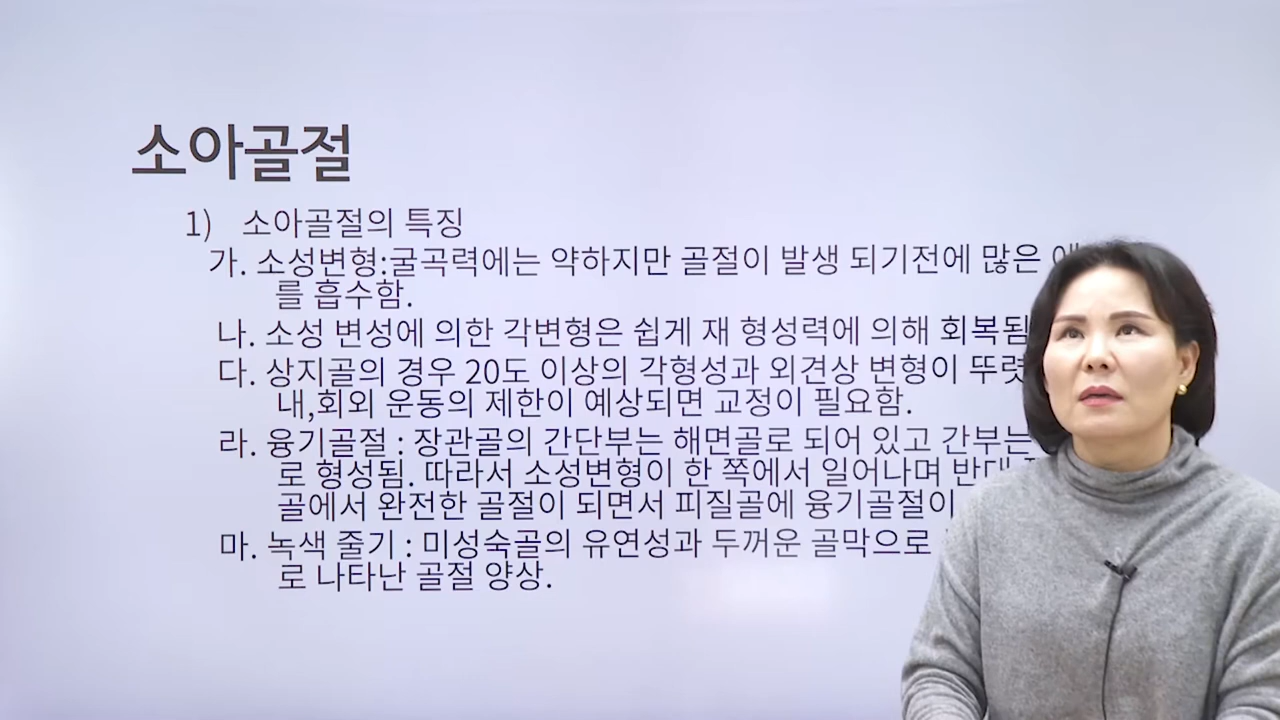 소아골절
1) 소아골절의 특징
가. 소성변형:굴곡력에는 약하지만 골절이 발생 되기전에 많은
를 흡수함.
나. 소성 변성에 의한 각변형은 쉽게 재 형성력에 의해 회복됨
다. 상지골의 경우 20도 이상의 각형성과 외견상 변형이
내,회외 운동의 제한이 예상되면 교정이 필요함.
라. 융기골절 : 장관골의 간단부는 해면골로 되어 있고 간부는
로 형성됨. 따라서 소성변형이 한 쪽에서 일어나며 반대
골에서 완전한 골절이 되면서 피질골에 융기골절이
마. 녹색 줄기 : 미성숙골의 유연성과 두꺼운 골막으로
로 나타난 골절 양상.